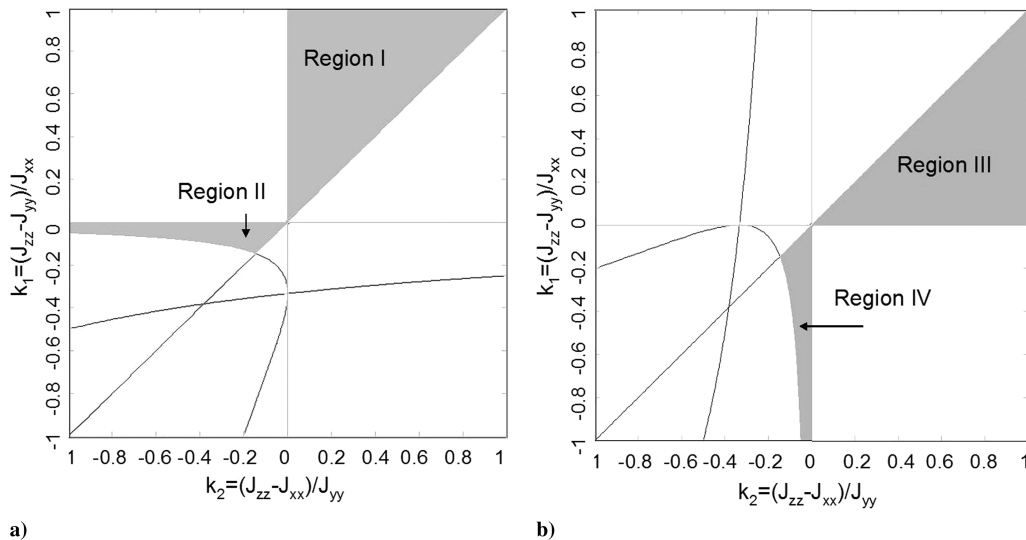 1
0.8
0.6
0.4
0.2
0
-0.2
-0.4
-0.6
-0.8
-1
k1=(Jzz-Jyy)/Jxx
Region I
Region II
1 -0.8 -0.6 -0.4 -0.2 0 0.2 0.4 0.6 0.8 1
k2=(Jzz-Jxx)/Jyy
a)
1
0.8
0.6
0.4
0.2
0
-0.2
-0.4
-0.6
-0.8
1
k1=(Jzz-Jyy)/Jxx
Region III
Region IV
1 -0.8 -0.6 -0.4 -0.2 0 0.2 0.4 0.6 0.8 1
k2=(Jzz-Jxx)/Jyy
b)